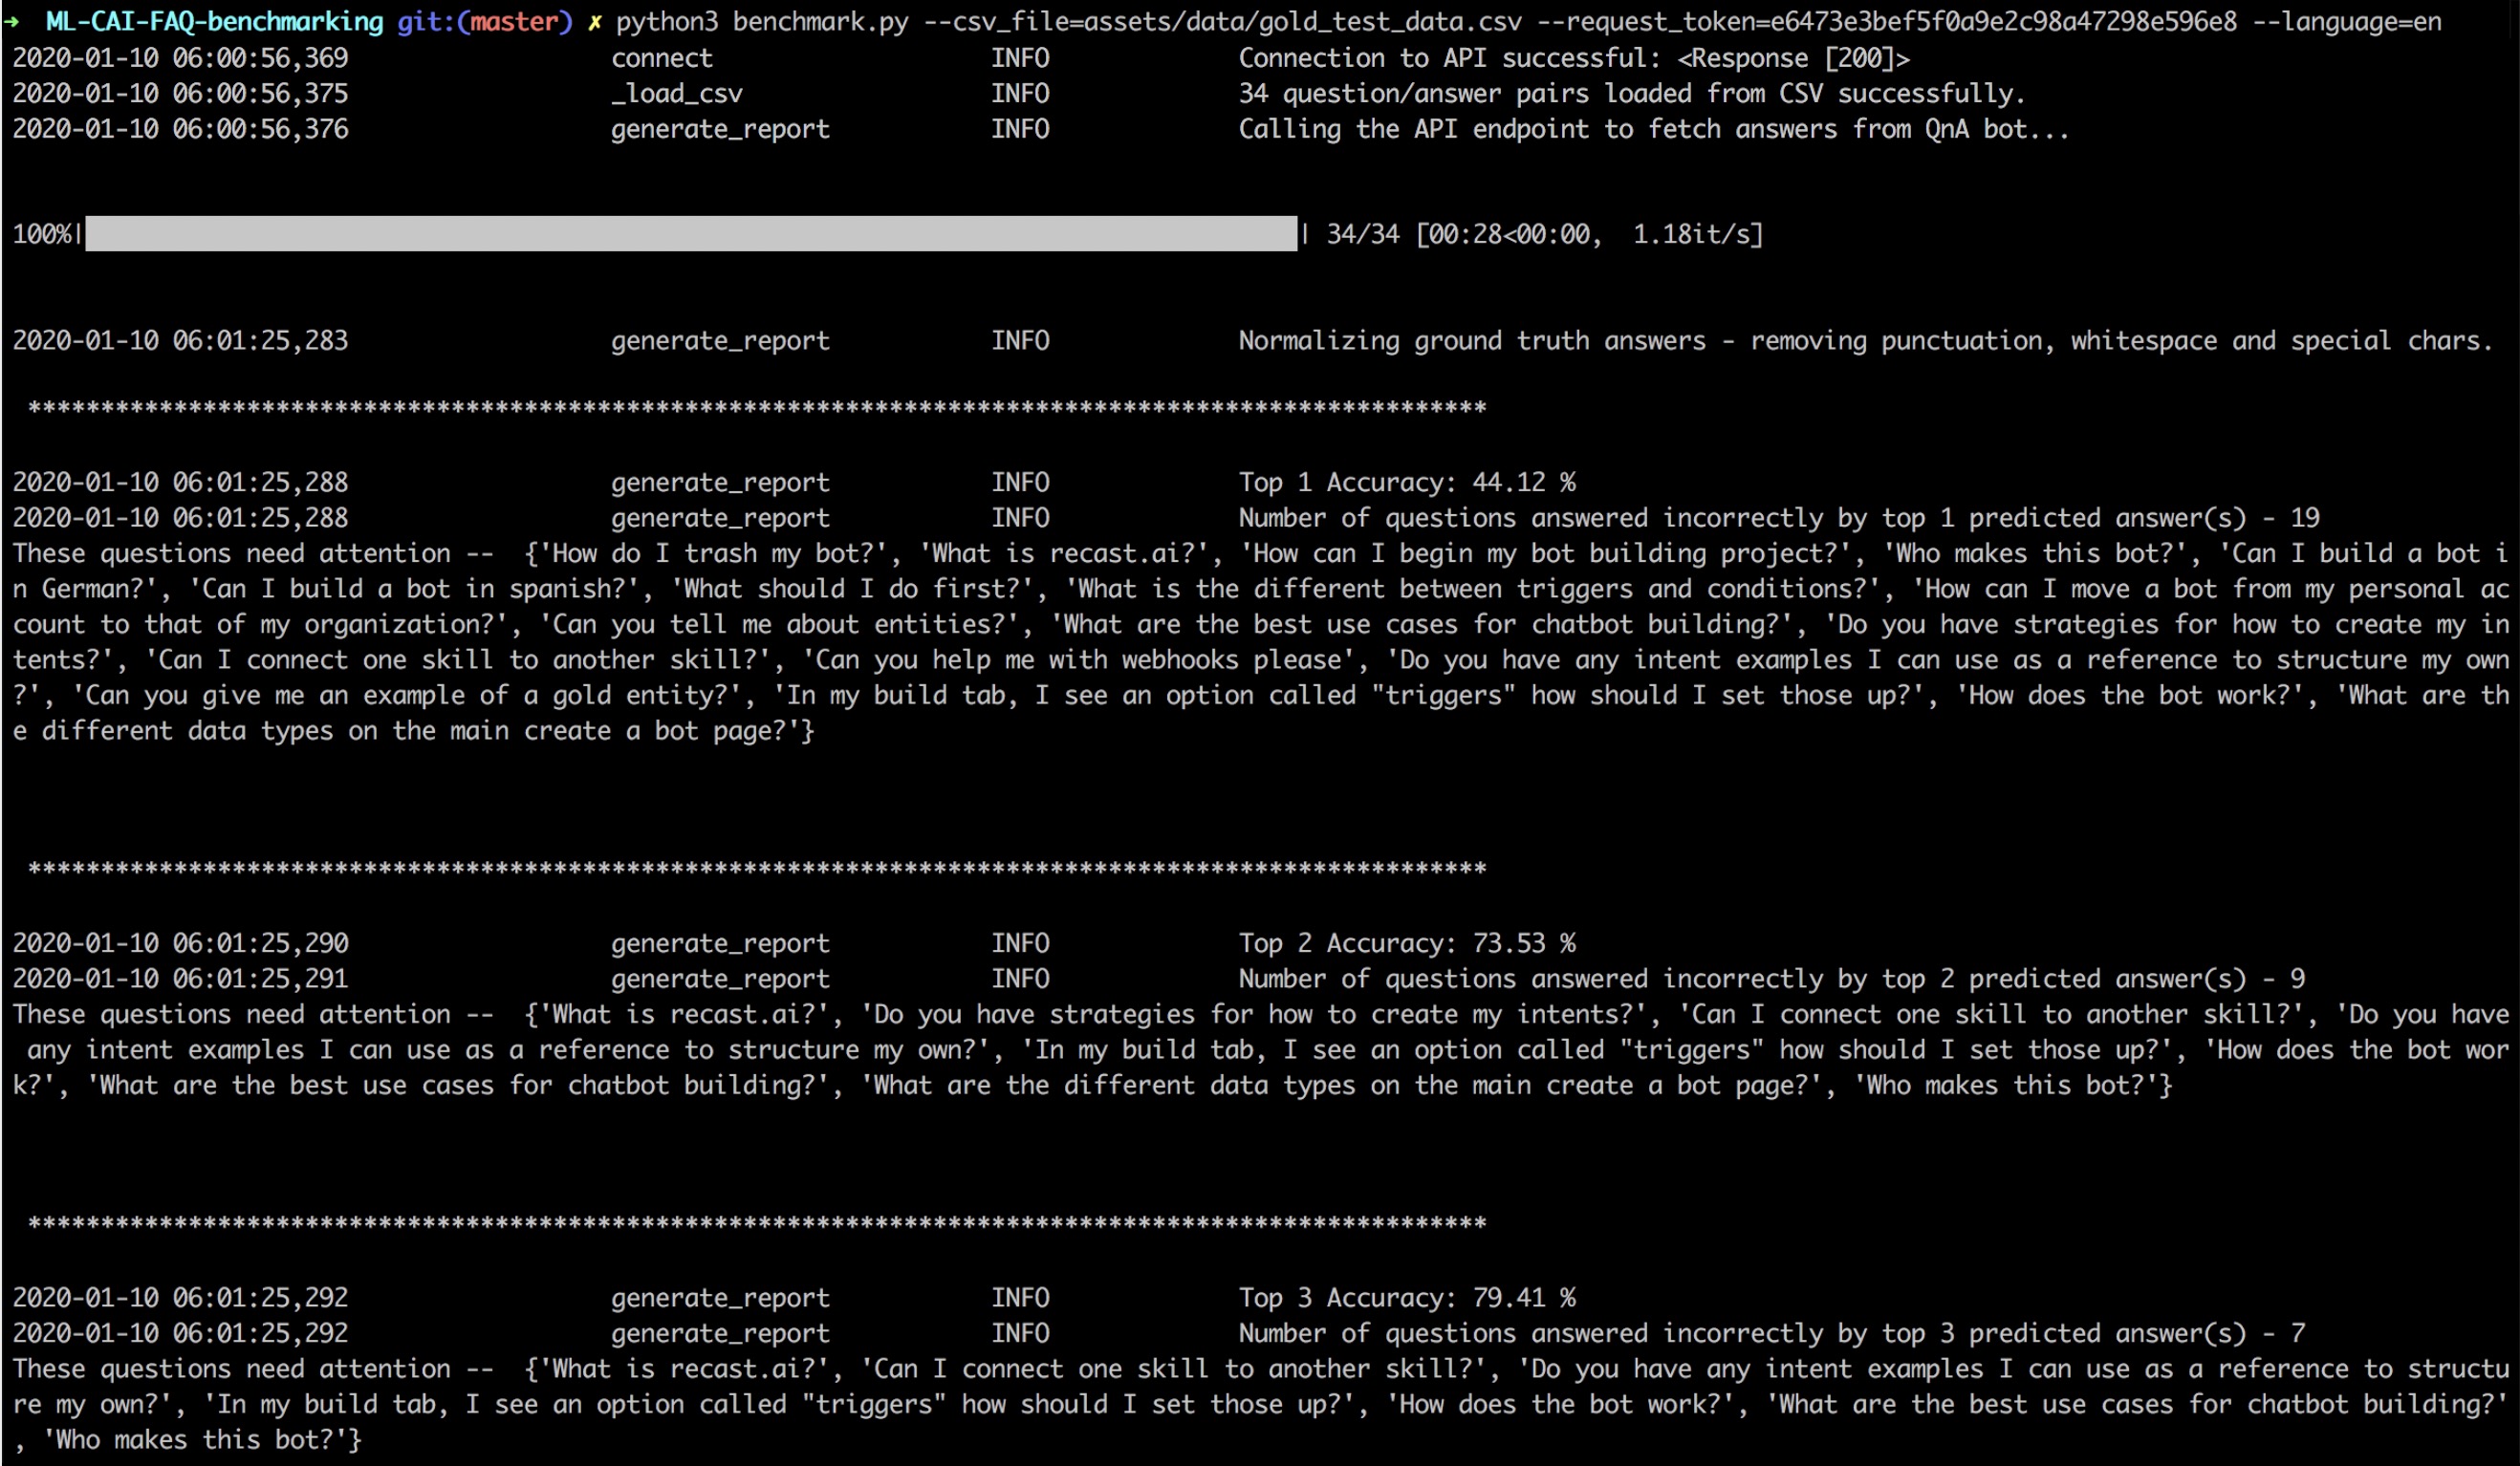 → ML-CAI-FAQ-benchmarking git:(master) ✗ python3 benchmark.py --csv_file=assets/data/gold_test_data.csv --request_token=e6473e3bef5f0a9e2c98a47298e596e8 --language=en
2020-01-10 06:00:56,369 connect INFO Connection to API successful: <Response [200]>
2020-01-10 06:00:56,375 _load_csv INFO 34 question/answer pairs loaded from CSV successfully.
2020-01-10 06:00:56,376 generate_report INFO Calling the API endpoint to fetch answers from QnA bot...
100%| | 34/34 [00:28<00:00, 1.18it/s]
2020-01-10 06:01:25,283 generate_report INFO Normalizing ground truth answers - removing punctuation, whitespace and special chars.
****************************************************************************************************
2020-01-10 06:01:25,288 generate_report INFO Top 1 Accuracy: 44.12 %
2020-01-10 06:01:25,288 generate_report INFO Number of questions answered incorrectly by top 1 predicted answer(s) - 19
These questions need attention -- {'How do I trash my bot?', 'What is recast.ai?', 'How can I begin my bot building project?', 'Who makes this bot?', 'Can I build a bot i
n German?', 'Can I build a bot in spanish?', 'What should I do first?', 'What is the different between triggers and conditions?', 'How can I move a bot from my personal ac
count to that of my organization?', 'Can you tell me about entities?', 'What are the best use cases for chatbot building?', 'Do you have strategies for how to create my in
tents?', 'Can I connect one skill to another skill?', 'Can you help me with webhooks please', 'Do you have any intent examples I can use as a reference to structure my own
?', 'Can you give me an example of a gold entity?', 'In my build tab, I see an option called "triggers" how should I set those up?', 'How does the bot work?', 'What are th
e different data types on the main create a bot page?'}
****************************************************************************************************
2020-01-10 06:01:25,290 generate_report INFO Top 2 Accuracy: 73.53 %
2020-01-10 06:01:25,291 generate_report INFO Number of questions answered incorrectly by top 2 predicted answer(s) - 9
These questions need attention -- {'What is recast.ai?', 'Do you have strategies for how to create my intents?', 'Can I connect one skill to another skill?', 'Do you have
any intent examples I can use as a reference to structure my own?', 'In my build tab, I see an option called "triggers" how should I set those up?', 'How does the bot wor
k?', 'What are the best use cases for chatbot building?', 'What are the different data types on the main create a bot page?', 'Who makes this bot?'}
****************************************************************************************************
2020-01-10 06:01:25,292 generate_report INFO Top 3 Accuracy: 79.41 %
2020-01-10 06:01:25,292 generate_report INFO Number of questions answered incorrectly by top 3 predicted answer(s) - 7
These questions need attention -- {'What is recast.ai?', 'Can I connect one skill to another skill?', 'Do you have any intent examples I can use as a reference to structu
re my own?', 'In my build tab, I see an option called "triggers" how should I set those up?', 'How does the bot work?', 'What are the best use cases for chatbot building?'
, 'Who makes this bot?'}